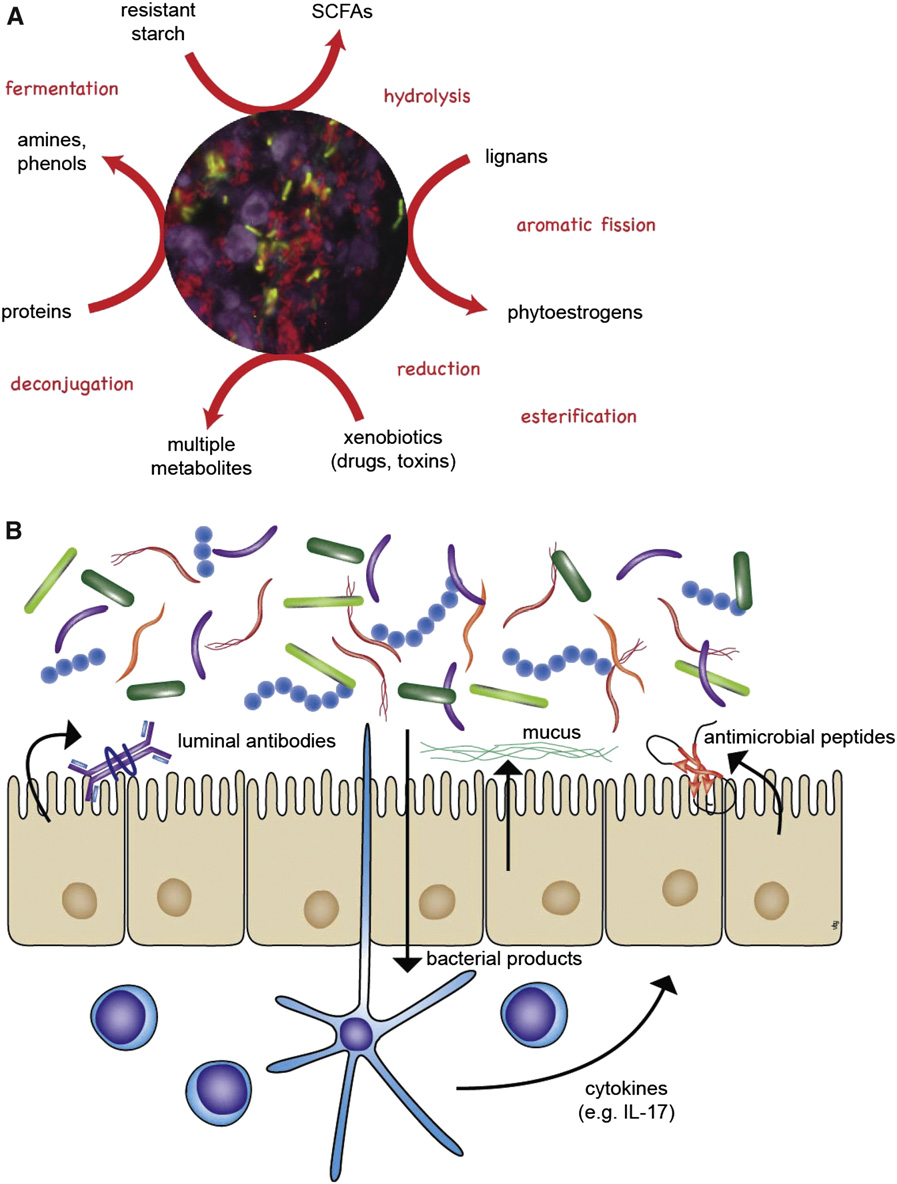 A
resistant
starch
SCFAs
fermentation
hydrolysis
amines,
phenols
lignans
aromatic fission
proteins
phytoestrogens
deconjugation
reduction
esterification
multiple
metabolites
xenobiotics
(drugs, toxins)
B
luminal antibodies
mucus
antimicrobial peptides
bacterial products
cytokines
(e.g. IL-17)